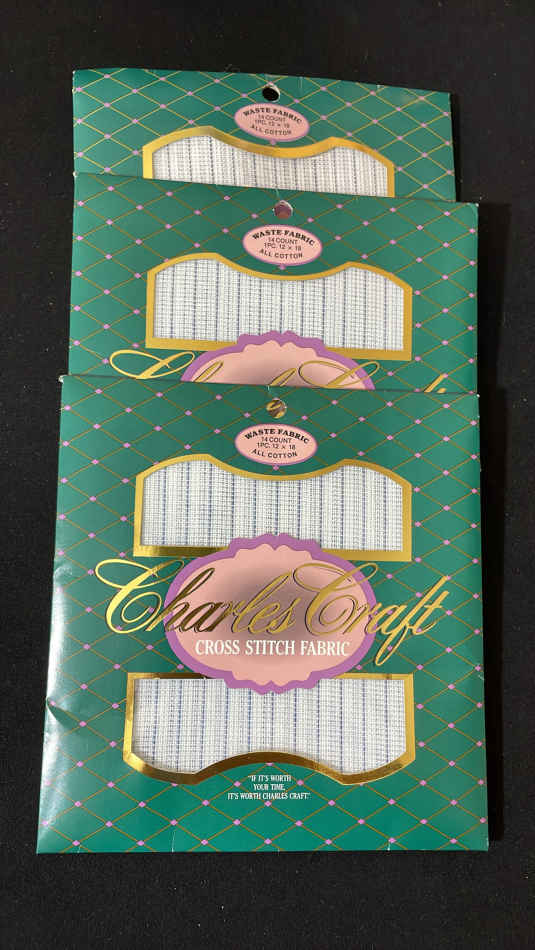 WASTE FABRIC
14 COUNT
1PC. 12 × 18
ALL COTTON
WASTE FABRIC
14 COUNT
1PC. 12 × 18
ALL COTTON
WASTE FABRIC
14 COUNT
1PC. 12 × 18
ALL COTTON
Charles Craft
CROSS STITCH FABRIC
"IF IT'S WORTH
YOUR TIME,
IT'S WORTH CHARLES CRAFT."